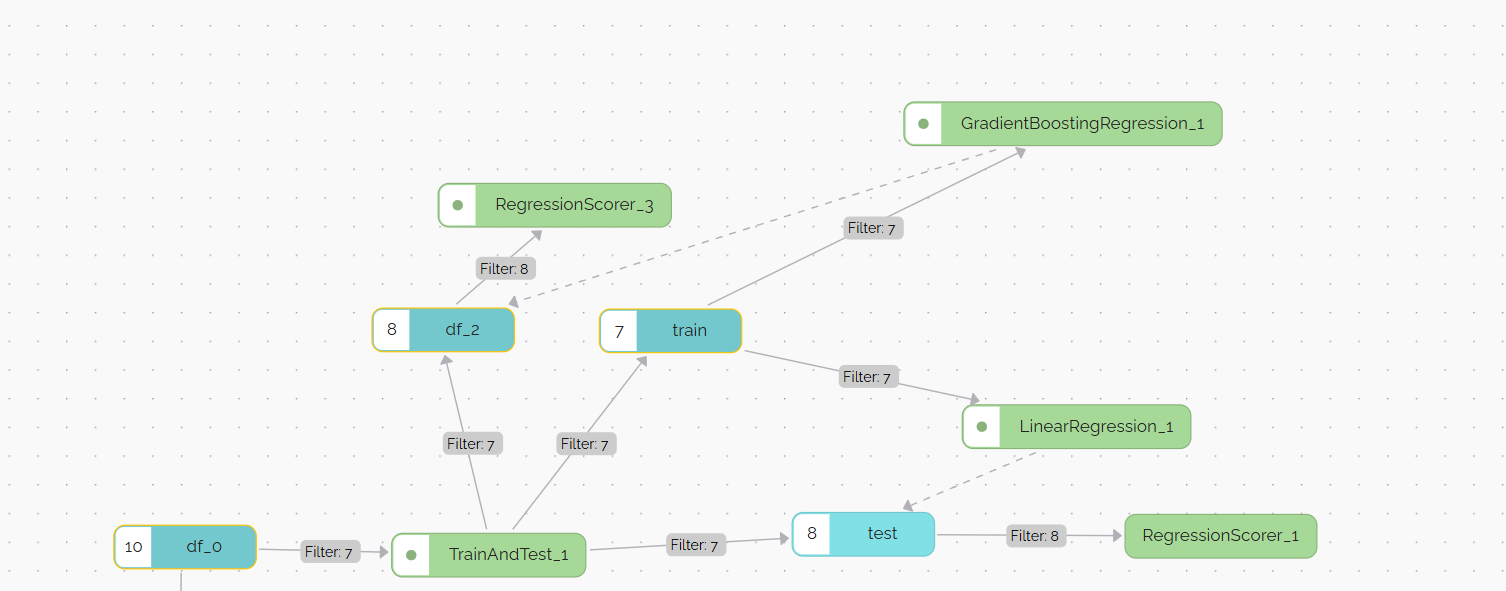 GradientBoostingRegression_1
RegressionScorer_3
Filter: 7
Filter: 8
8 df_2
7 train
Filter: 7
LinearRegression_1
Filter: 7
Filter: 7
10 df_0
Filter: 7
TrainAndTest_1
Filter: 7
8 test
Filter: 8
RegressionScorer_1